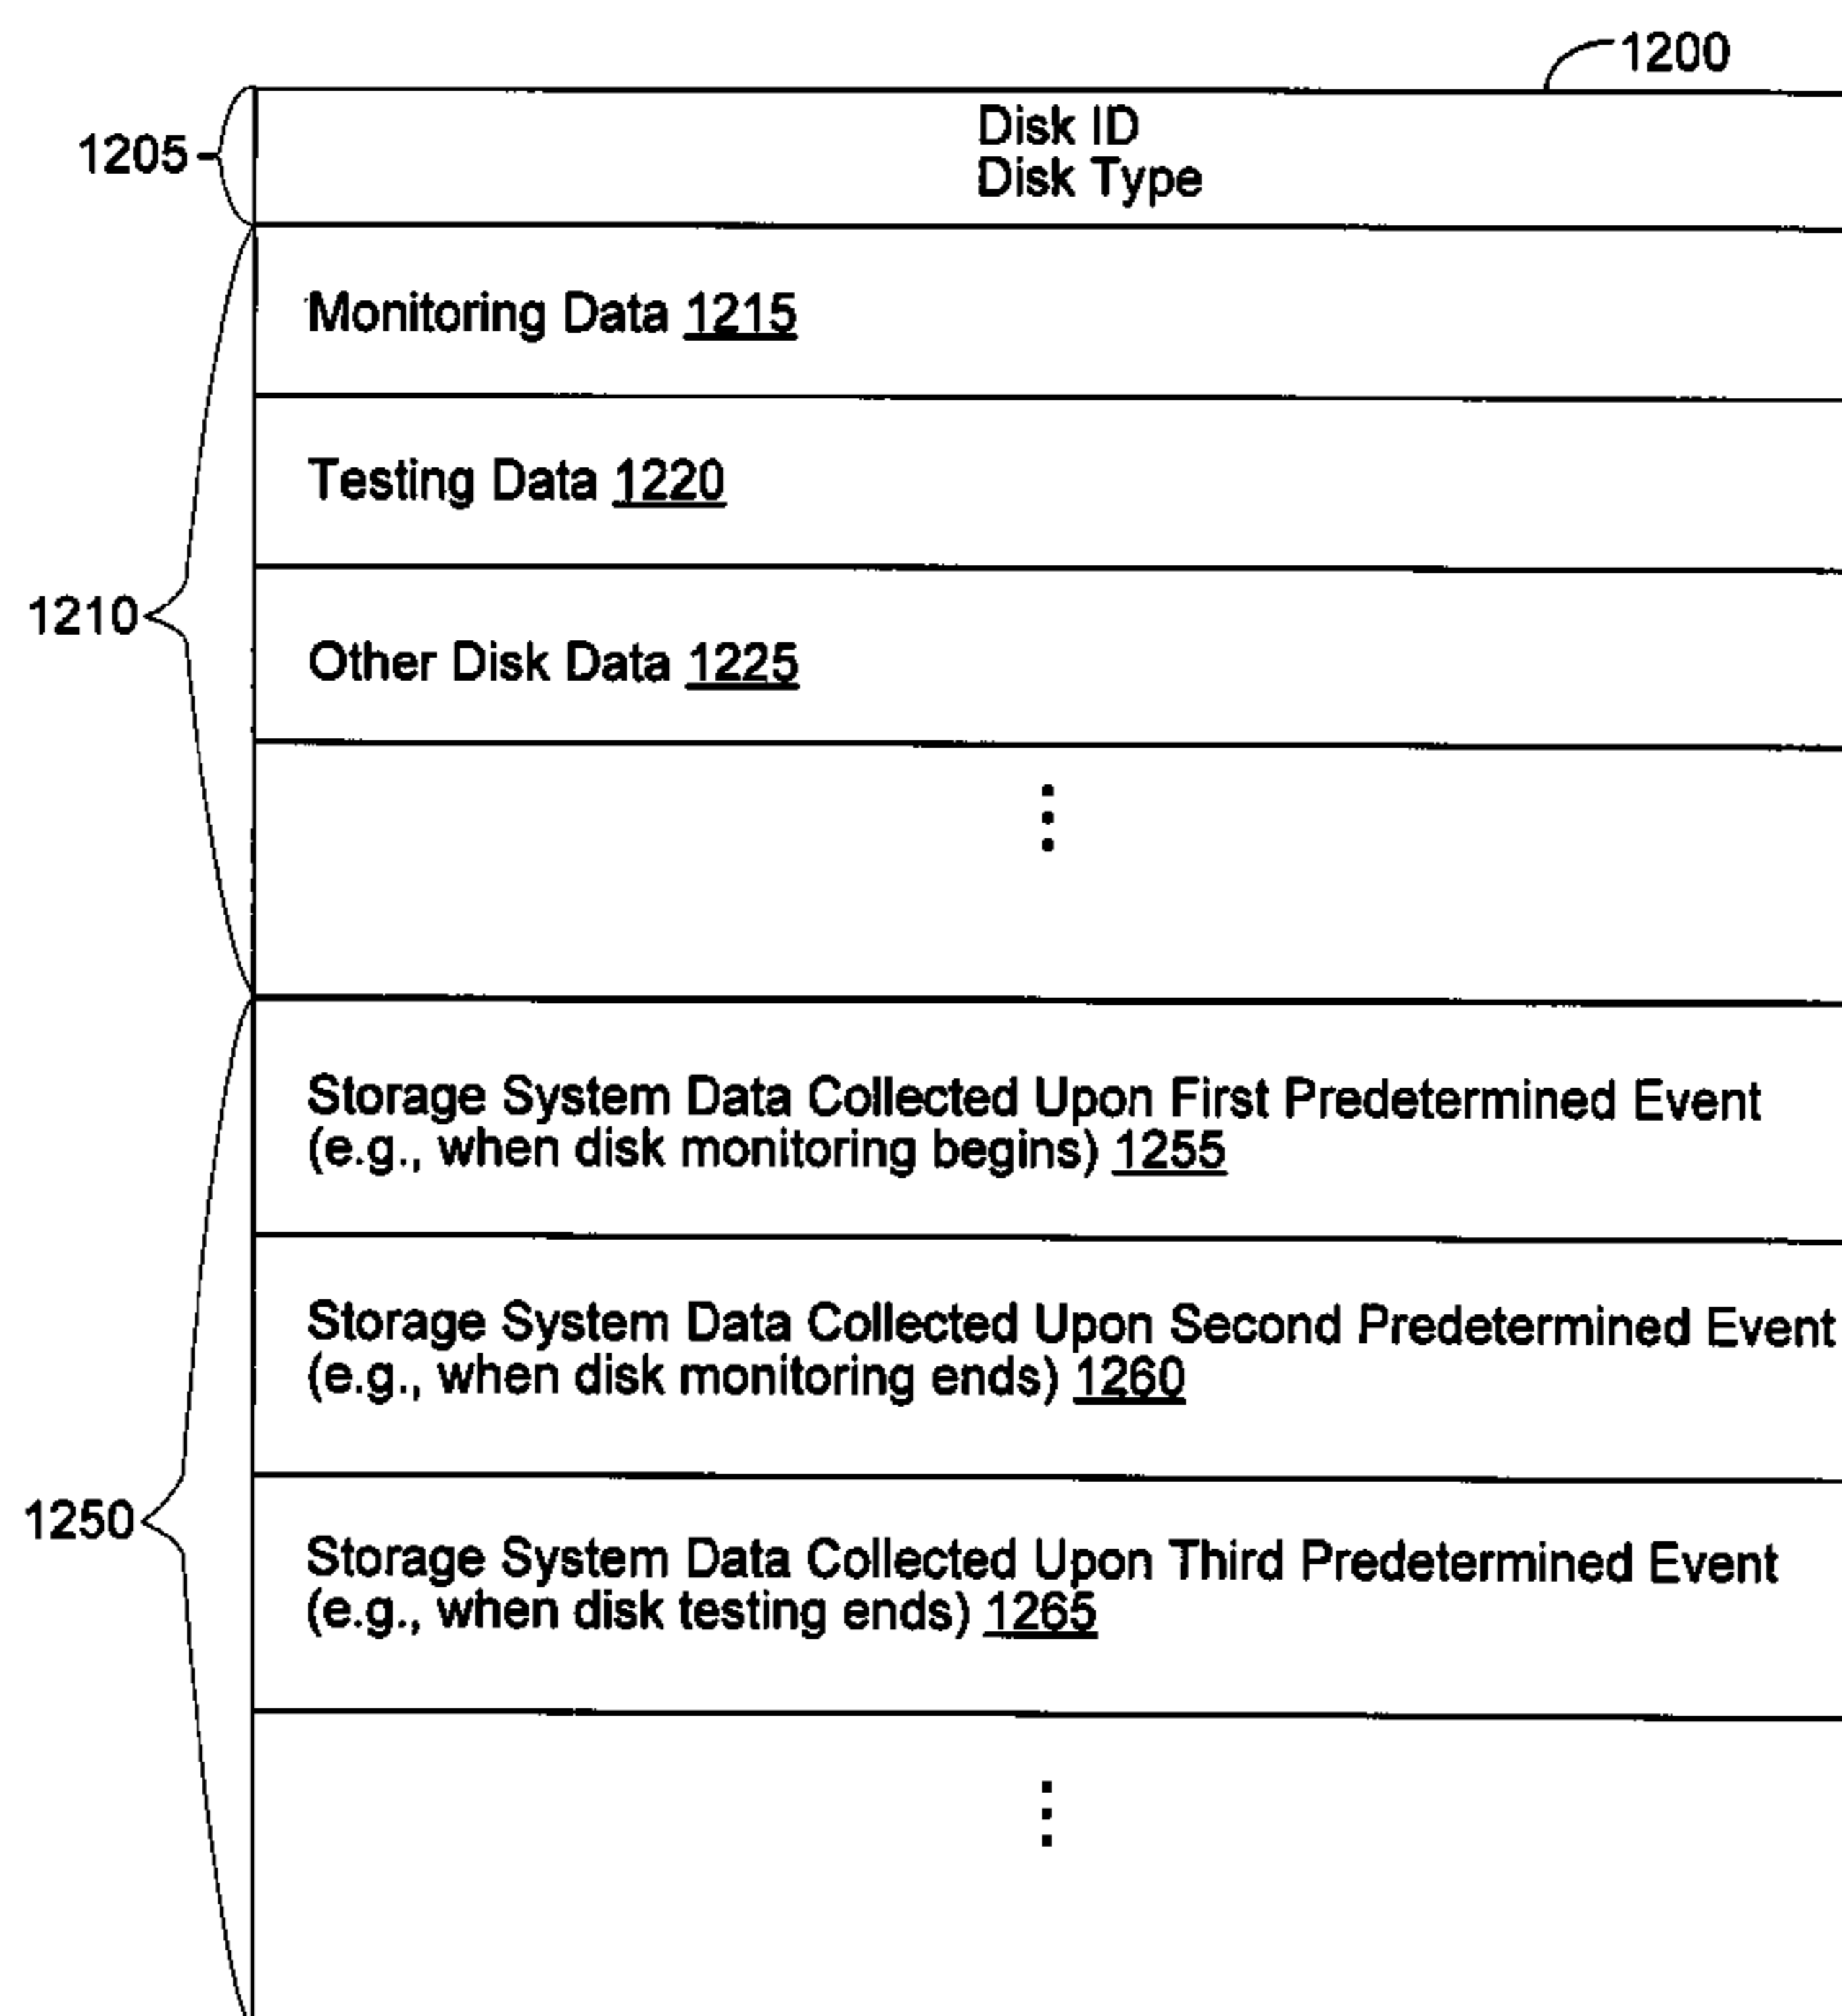 1200
1205
Disk ID
Disk Type
Monitoring Data 1215
Testing Data 1220
1210
Other Disk Data 1225
Storage System Data Collected Upon First Predetermined Event
(e.g., when disk monitoring begins) 1255
Storage System Data Collected Upon Second Predetermined Event
(e.g., when disk monitoring ends) 1260
1250
Storage System Data Collected Upon Third Predetermined Event
(e.g., when disk testing ends) 1265